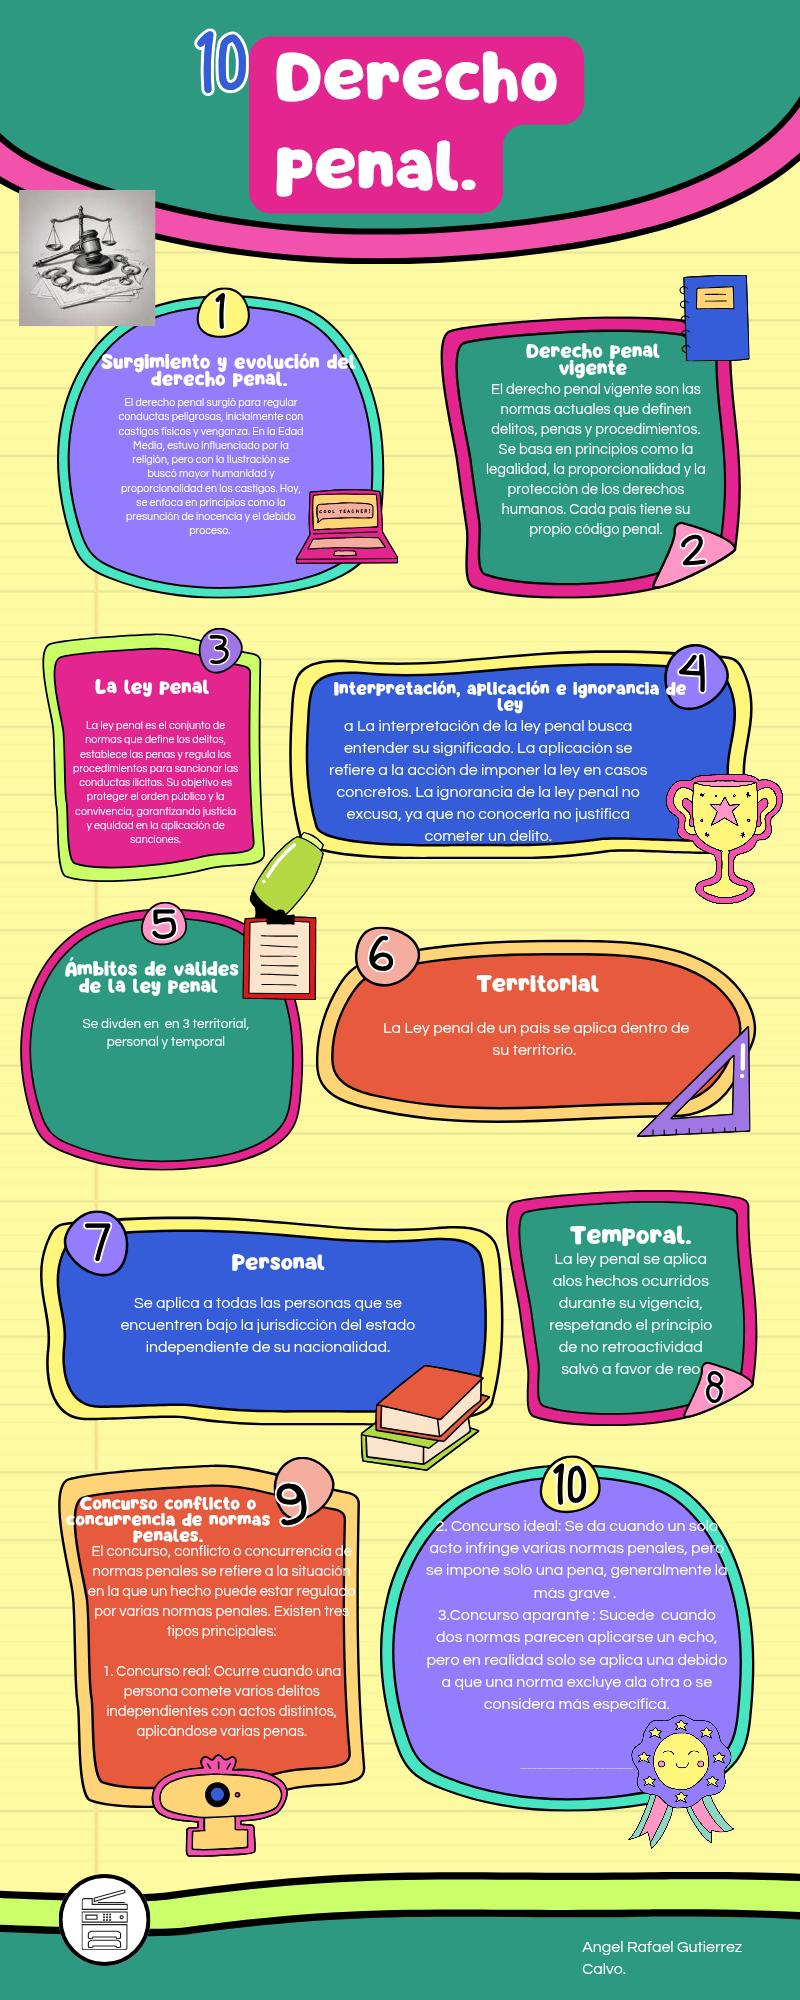 10
Derecho
penal.
1
Surgimiento y evolución del
derecho penal.
El derecho penal surgió para regular
conductas peligrosas, inicialmente con
castigos físicos y venganza. En la Edad
Media, estuvo influenciado por la
religión, pero con la Ilustración se
buscó mayor humanidad y
proporcionalidad en los castigos. Hoy,
se enfoca en principios como la
presunción de inocencia y el debido
proceso.
COOL TEACHER!
Derecho penal
vigente
El derecho penal vigente son las
normas actuales que definen
delitos, penas y procedimientos.
Se basa en principios como la
legalidad, la proporcionalidad y la
protección de los derechos
humanos. Cada país tiene su
propio código penal.
2
3
La ley penal
La ley penal es el conjunto de
normas que define los delitos,
establece las penas y regula los
procedimientos para sancionar las
conductas ilícitas. Su objetivo es
proteger el orden público y la
convivencia, garantizando justicia
y equidad en la aplicación de
sanciones.
4
Interpretación, aplicación e ignorancia de
ley
a La interpretación de la ley penal busca
entender su significado. La aplicación se
refiere a la acción de imponer la ley en casos
concretos. La ignorancia de la ley penal no
excusa, ya que no conocerla no justifica
cometer un delito.
5
Ámbitos de valides
de la ley penal
Se divden en en 3 territorial,
personal y temporal
6
Territorial
La Ley penal de un país se aplica dentro de
su territorio.
7
Personal
Se aplica a todas las personas que se
encuentren bajo la jurisdicción del estado
independiente de su nacionalidad.
Temporal.
La ley penal se aplica
alos hechos ocurridos
durante su vigencia,
respetando el principio
de no retroactividad
salvó a favor de reo
8
9
Concurso conflicto o
concurrencia de normas
penales.
El concurso, conflicto o concurrencia de
normas penales se refiere a la situación
en la que un hecho puede estar regulado
por varias normas penales. Existen tres
tipos principales:
1. Concurso real: Ocurre cuando una
persona comete varios delitos
independientes con actos distintos,
aplicándose varias penas.
10
2. Concurso ideal: Se da cuando un solo
acto infringe varias normas penales, pero
se impone solo una pena, generalmente la
más grave .
3.Concurso aparante : Sucede cuando
dos normas parecen aplicarse un echo,
pero en realidad solo se aplica una debido
a que una norma excluye ala otra o se
considera más específica.
Angel Rafael Gutierrez
Calvo.